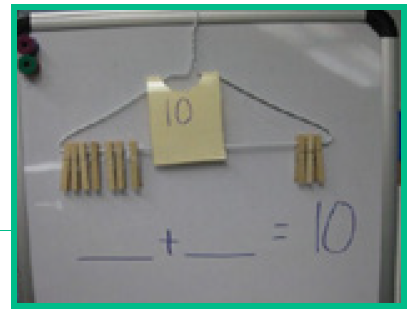 10
___ + ___ = 10